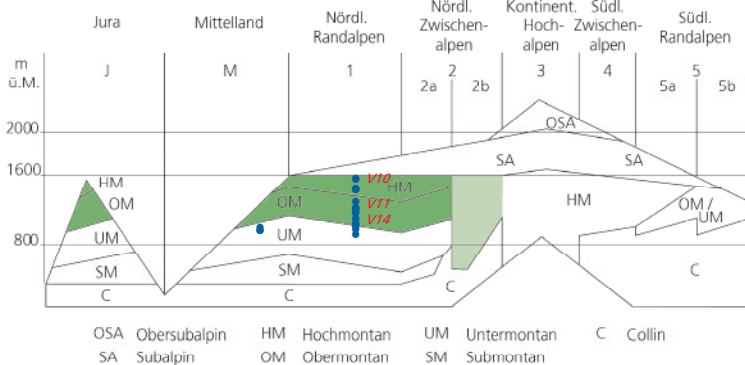 Jura Mittelland Nördl. Randalpen Nördl. Zwischen- alpen Kontinent. Hoch- alpen Südl. Zwischen- alpen Südl. Randalpen
m ü.M. J M 1 2 3 4 5
2a 2b 5a 5b
2000
OSA
1600
SA SA
V10
HM HM
OM OM V11 HM OM / UM
V14
800
UM UM
SM SM C
C C C
OSA Obersubalpin HM Hochmontan UM Untermontan C Collin
SA Subalpin OM Obermontan SM Submontan